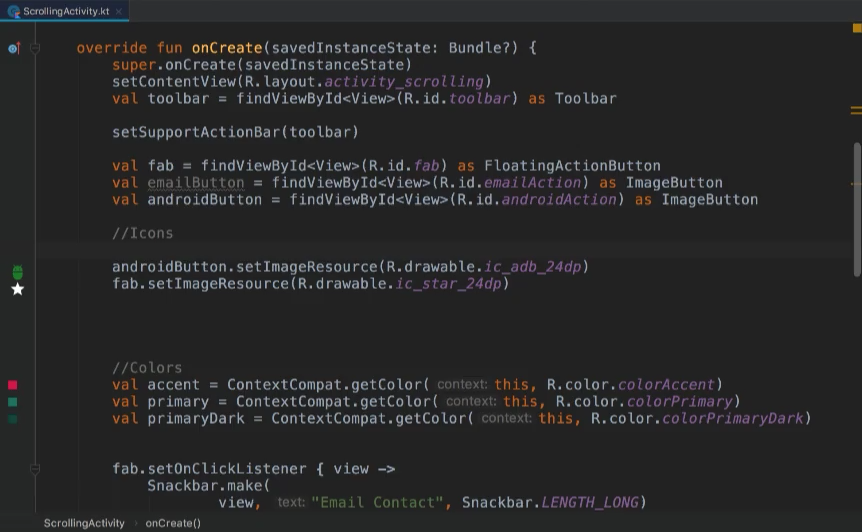 ScrollingActivity.kt ×
override fun onCreate(savedInstanceState: Bundle?) {
super.onCreate(savedInstanceState)
setContentView(R.layout.activity_scrolling)
val toolbar = findViewById<View>(R.id.toolbar) as Toolbar
setSupportActionBar(toolbar)
val fab = findViewById<View>(R.id.fab) as FloatingActionButton
val emailButton = findViewById<View>(R.id.emailAction) as ImageButton
val androidButton = findViewById<View>(R.id.androidAction) as ImageButton
//Icons
androidButton.setImageResource(R.drawable.ic_adb_24dp)
fab.setImageResource(R.drawable.ic_star_24dp)
//Colors
val accent = ContextCompat.getColor( context: this, R.color.colorAccent)
val primary = ContextCompat.getColor( context: this, R.color.colorPrimary)
val primaryDark = ContextCompat.getColor( context: this, R.color.colorPrimaryDark)
fab.setOnClickListener { view ->
Snackbar.make(
view, text: "Email Contact", Snackbar.LENGTH_LONG)
ScrollingActivity › onCreate()